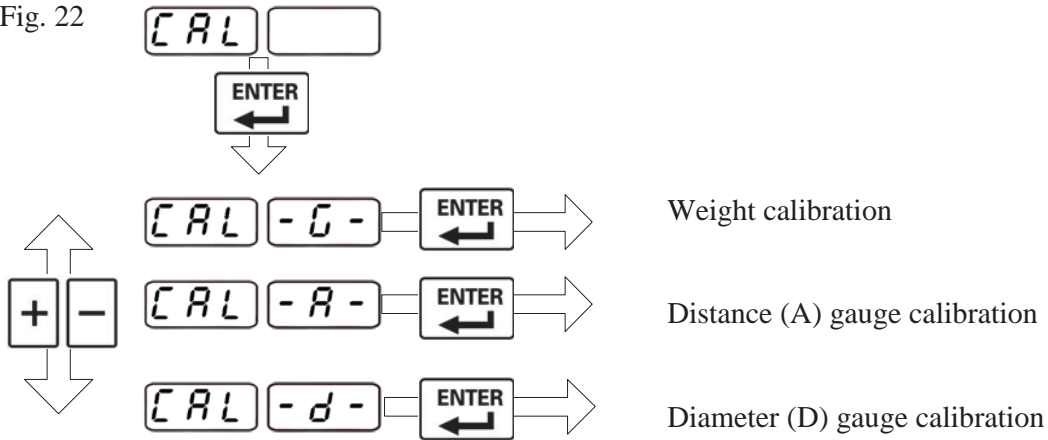 Fig. 22
CAL
ENTER
CAL -G- ENTER Weight calibration
+ -
CAL -A- ENTER Distance (A) gauge calibration
CAL -d- ENTER Diameter (D) gauge calibration